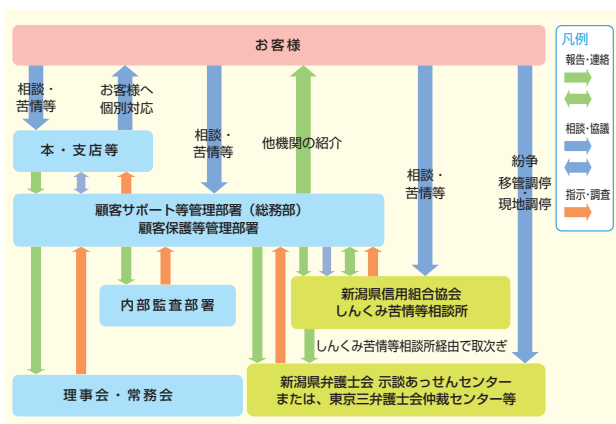 お客様
凡例
報告・連絡
相談・協議
指示・調査
相談・
苦情等
お客様へ
個別対応
相談・
苦情等
他機関の紹介
相談・
苦情等
紛争
移管調停
・
現地調停
本・支店等
顧客サポート等管理部署（総務部）
顧客保護等管理部署
内部監査部署
新潟県信用組合協会
しんくみ苦情等相談所
しんくみ苦情等相談所経由で取次ぎ
理事会・常務会
新潟県弁護士会 示談あっせんセンター
または、東京三弁護士会仲裁センター等